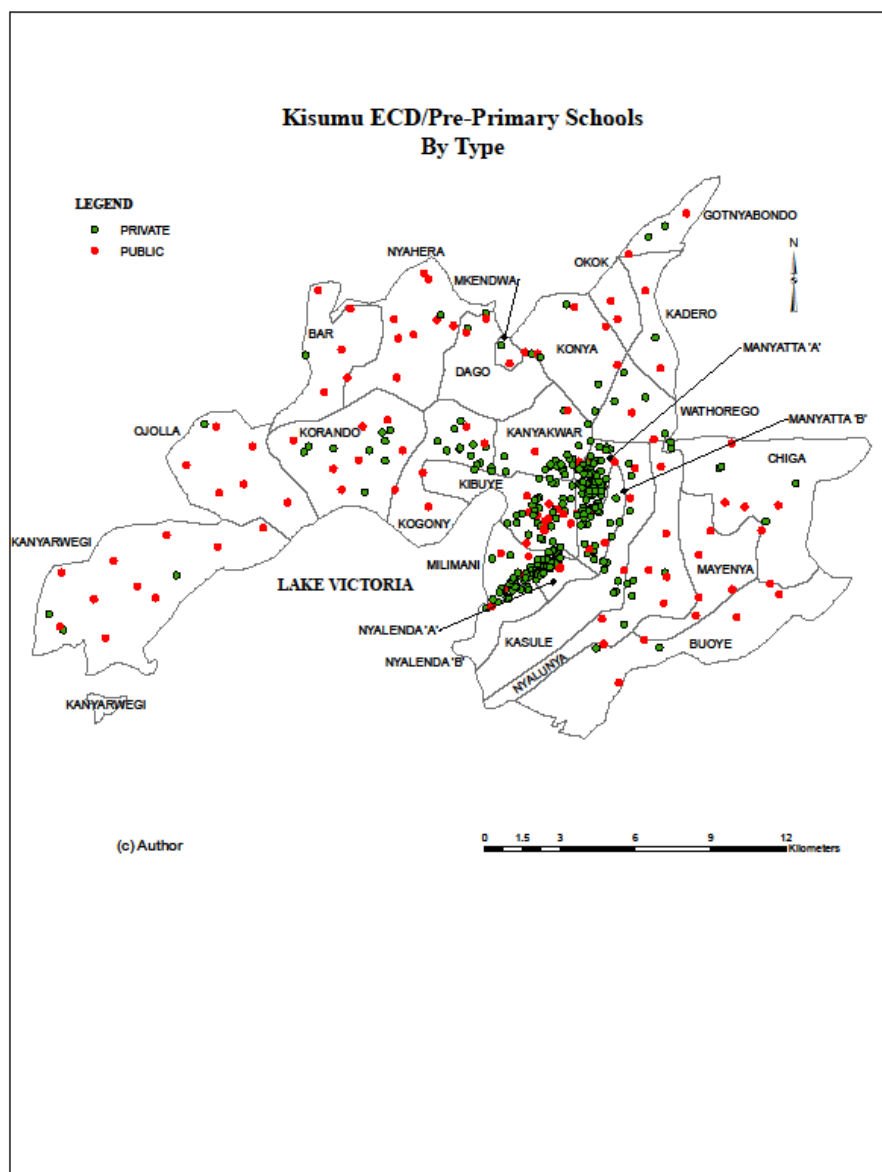 Kisumu ECD/Pre-Primary Schools
By Type
LEGEND
PRIVATE
PUBLIC
GOTNYABONDO
N
NYAHERA
OKOK
MKENDWA
KADERO
BAR
KONYA
MANYATTA 'A'
DAGO
WATHOREGO
MANYATTA 'B'
OJOLLA
KORANDO
KANYAKWAR
CHIGA
KIBUYE
KOGONY
KANYARWEGI
MILIMANI
MAYENYA
LAKE VICTORIA
NYALENDA 'A'
KASULE
BUOYE
NYALENDA 'B'
NYALUNYA
KANYARWEGI
(c) Author
0 1.5 3 6 9 12
Kilometers